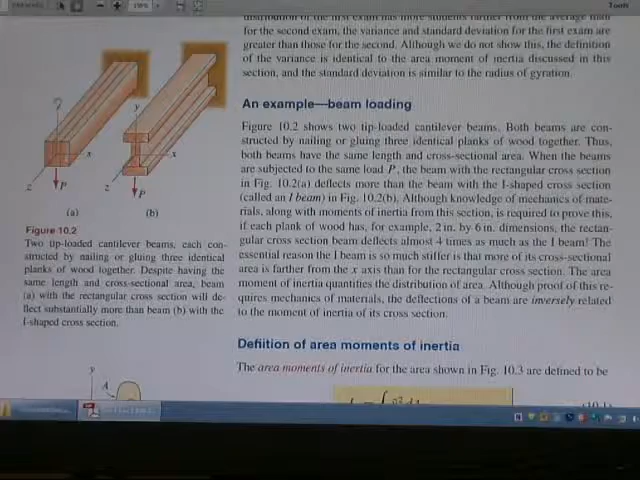 Tools
distribution of the first exam has more students farther from the average than
for the second exam, the variance and standard deviation for the first exam are
greater than those for the second. Although we do not show this, the definition
of the variance is identical to the area moment of inertia discussed in this
section, and the standard deviation is similar to the radius of gyration.
An example—beam loading
Figure 10.2 shows two tip-loaded cantilever beams. Both beams are con-
structed by nailing or gluing three identical planks of wood together. Thus,
both beams have the same length and cross-sectional area. When the beams
are subjected to the same load P, the beam with the rectangular cross section
in Fig. 10.2(a) deflects more than the beam with the I-shaped cross section
(called an I beam) in Fig. 10.2(b). Although knowledge of mechanics of mate-
rials, along with moments of inertia from this section, is required to prove this,
if each plank of wood has, for example, 2 in. by 6 in. dimensions, the rectan-
gular cross section beam deflects almost 4 times as much as the I beam! The
essential reason the I beam is so much stiffer is that more of its cross-sectional
area is farther from the x axis than for the rectangular cross section. The area
moment of inertia quantifies the distribution of area. Although proof of this re-
quires mechanics of materials, the deflections of a beam are inversely related
to the moment of inertia of its cross section.
Defiition of area moments of inertia
The area moments of inertia for the area shown in Fig. 10.3 are defined to be
(10.1)
y
x
z
P
y
x
z
P
(a)
(b)
Figure 10.2
Two tip-loaded cantilever beams, each con-
structed by nailing or gluing three identical
planks of wood together. Despite having the
same length and cross-sectional area, beam
(a) with the rectangular cross section will de-
flect substantially more than beam (b) with the
I-shaped cross section.
y
A